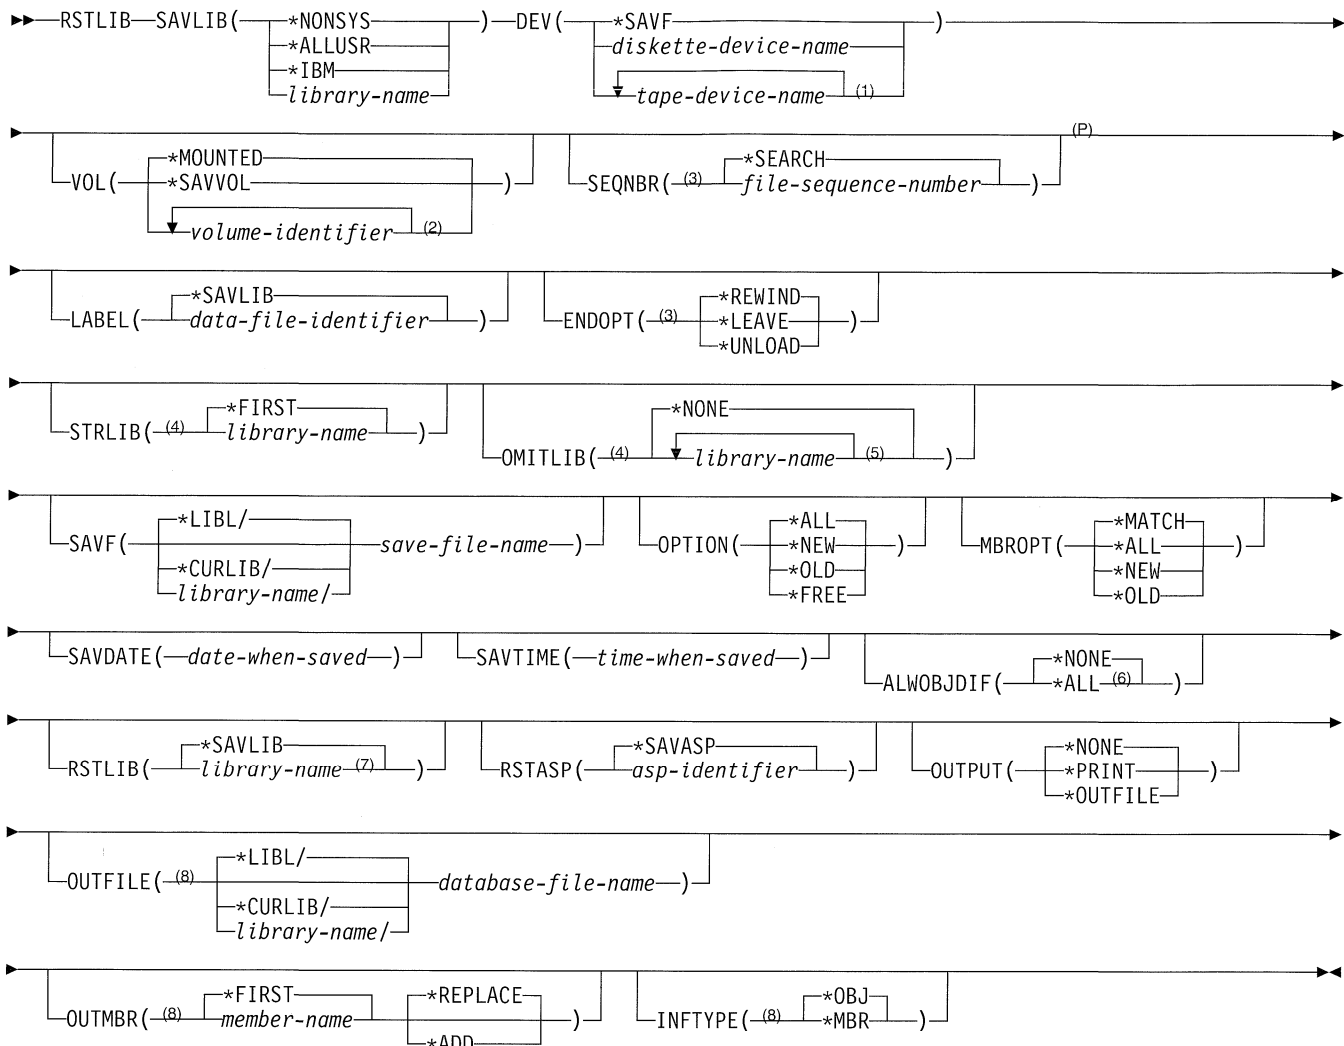 RSTLIB SAVLIB( *NONSYS ) DEV( *SAVF )
*ALLUSR diskette-device-name
*IBM
library-name tape-device-name (1)
(P)
VOL( *MOUNTED ) SEQNBR( (3) *SEARCH )
*SAVVOL file-sequence-number
volume-identifier (2)
LABEL( *SAVLIB ) ENDOPT( (3) *REWIND )
data-file-identifier *LEAVE
*UNLOAD
STRLIB( (4) *FIRST ) OMITLIB( (4) *NONE )
library-name library-name (5)
SAVF( *LIBL/ save-file-name ) OPTION( *ALL ) MBROPT( *MATCH )
*NEW *ALL
*CURLIB/ *OLD *NEW
library-name/ *FREE *OLD
SAVDATE( date-when-saved ) SAVTIME( time-when-saved ) ALWOBJDIF( *NONE )
*ALL (6)
RSTLIB( *SAVLIB ) RSTASP( *SAVASP ) OUTPUT( *NONE )
library-name (7) asp-identifier *PRINT
*OUTFILE
OUTFILE( (8) *LIBL/ database-file-name )
*CURLIB/
library-name/
OUTMBR( (8) *FIRST *REPLACE ) INFTYPE( (8) *OBJ )
member-name *MBR
*ADD